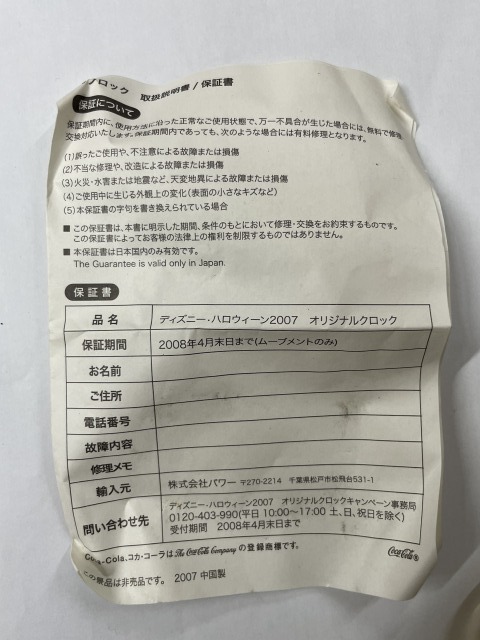 ロック 取扱説明書/保証書
保証について
保証期間内に、使用方法に沿った正常なご使用状態で、万一不具合が生じた場合には、無料で修理
交換対応いたします。保証期間内であっても、次のような場合には有料修理となります。
(1)誤ったご使用や、不注意による故障または損傷
(2)不当な修理や、改造による故障または損傷
(3)火災・水害または地震など、天変地異による故障または損傷
(4)ご使用中に生じる外観上の変化(表面の小さなキズなど)
(5)本保証書の字句を書き換えられている場合
■ この保証書は、本書に明示した期間、条件のもとにおいて修理・交換をお約束するものです。
この保証書によってお客様の法律上の権利を制限するものではありません。
■ 本保証書は日本国内のみ有効です。
The Guarantee is valid only in Japan.
保証書
品名 ディズニー・ハロウィーン2007 オリジナルクロック
保証期間 2008年4月末日まで(ムーブメントのみ)
お名前
ご住所
電話番号
故障内容
修理メモ
輸入元 株式会社パワー 〒270-2214 千葉県松戸市松飛台531-1
問い合わせ先 ディズニー・ハロウィーン2007 オリジナルクロックキャンペーン事務局
0120-403-990(平日 10:00~17:00 土、日、祝日を除く)
受付期間 2008年4月末日まで
Coca-Cola、コカ・コーラは The Coca-Cola Company の登録商標です。
Coca-Cola®
この景品は非売品です。 2007 中国製